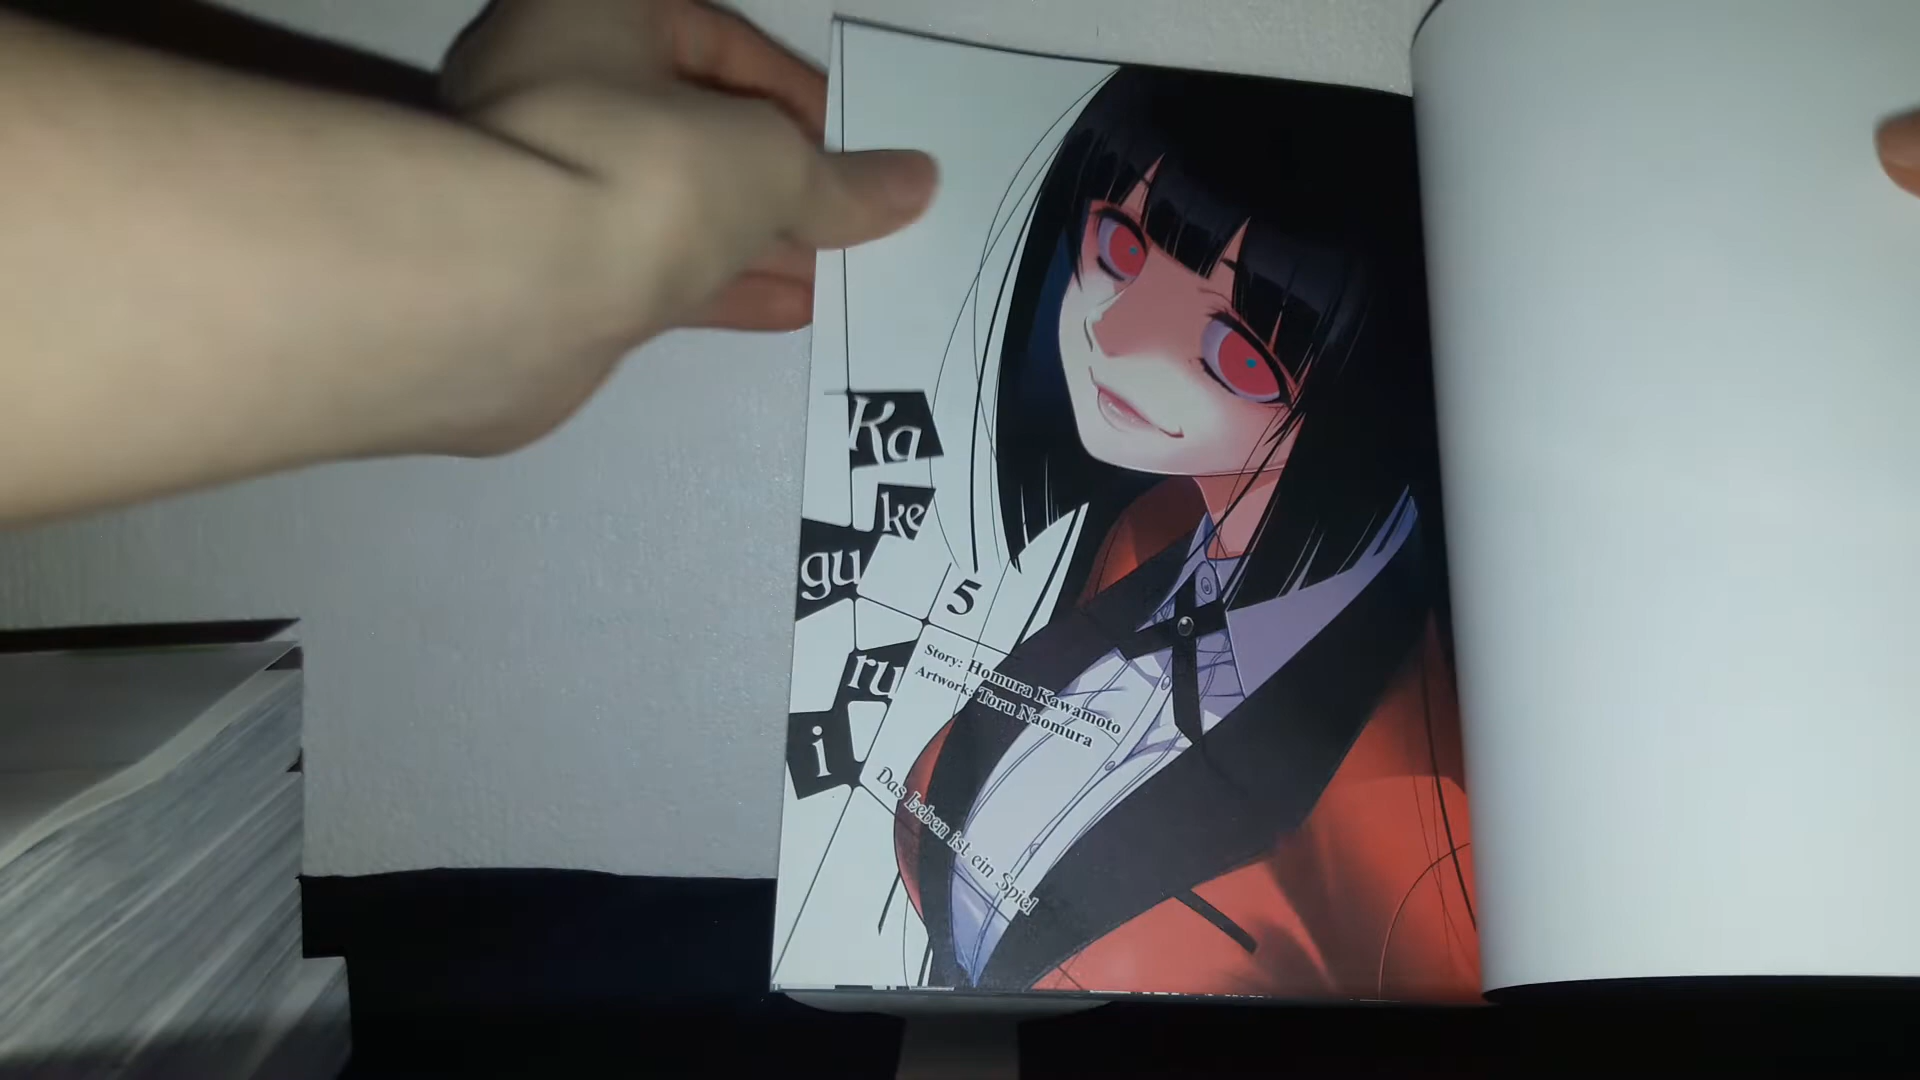 Ka
ke
gu
ru
i
5
Story: Homura Kawamoto
Artwork: Toru Naomura
Das Leben ist ein Spiel